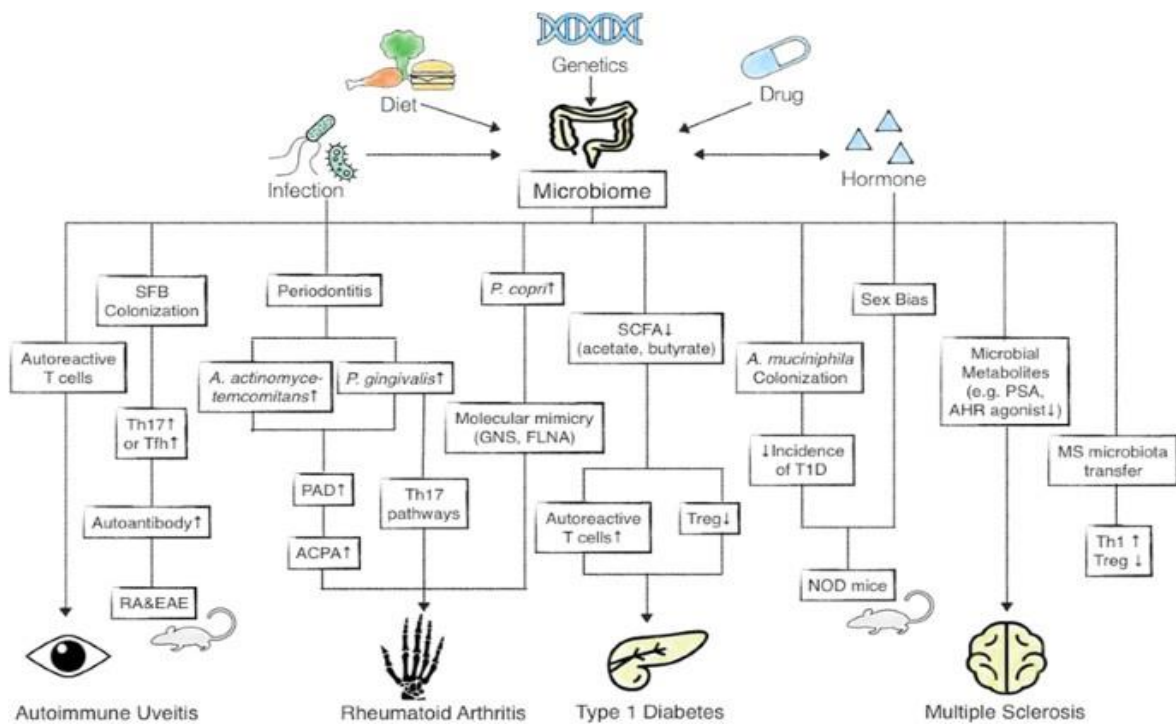 Genetics
Diet
Drug
Infection
Microbiome
Hormone
SFB
Colonization
Periodontitis
P. copri↑
Sex Bias
SCFA↓
(acetate, butyrate)
Autoreactive
T cells
A. actinomyce-
temcomitans↑
P. gingivalis↑
A. muciniphila
Colonization
Microbial
Metabolites
(e.g. PSA,
AHR agonist↓)
Th17↑
or Tfh↑
Molecular mimicry
(GNS, FLNA)
↓Incidence
of T1D
MS microbiota
transfer
PAD↑
Th17
pathways
Autoantibody↑
Autoreactive
T cells↑
Treg↓
ACPA↑
Th1 ↑
Treg ↓
RA&EAE
NOD mice
Autoimmune Uveitis
Rheumatoid Arthritis
Type 1 Diabetes
Multiple Sclerosis